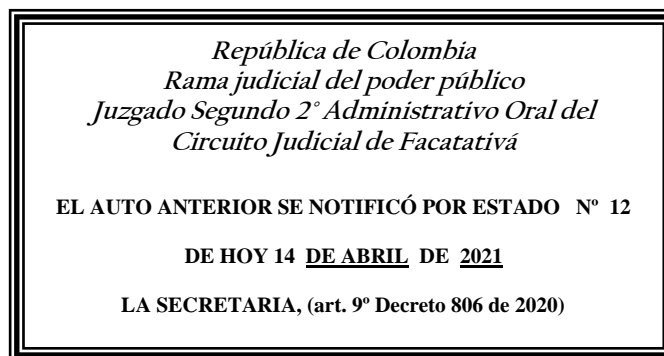 República de Colombia
Rama judicial del poder público
Juzgado Segundo 2° Administrativo Oral del
Circuito Judicial de Facatativá
EL AUTO ANTERIOR SE NOTIFICÓ POR ESTADO Nº 12
DE HOY 14 DE ABRIL DE 2021
LA SECRETARIA, (art. 9º Decreto 806 de 2020)